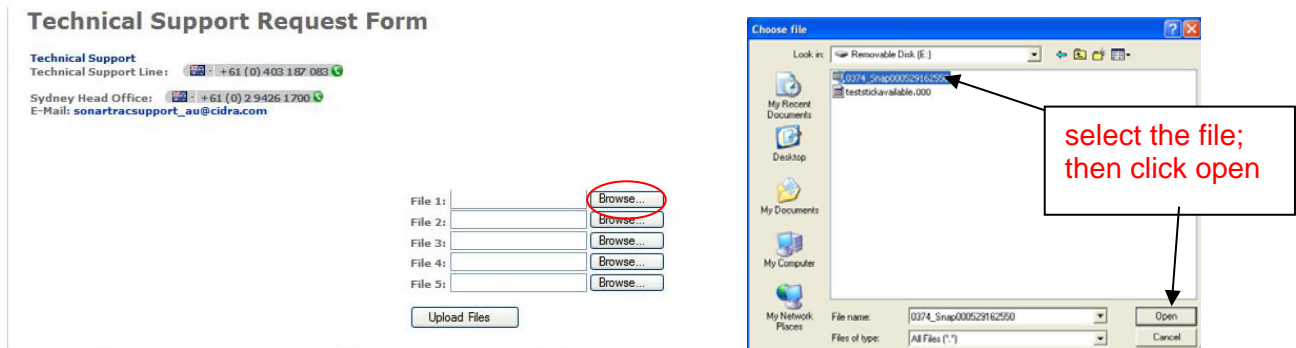 Technical Support Request Form
Technical Support
Technical Support Line: +61 (0) 403 187 083
Sydney Head Office: +61 (0) 2 9426 1700
E-Mail: sonartracsupport_au@cidra.com
File 1: Browse...
File 2: Browse...
File 3: Browse...
File 4: Browse...
File 5: Browse...
Upload Files
Choose file
Look in: Removable Disk (E:)
0374_Snap000529162550
teststickavailable.000
My Recent
Documents
Desktop
My Documents
My Computer
My Network
Places
select the file;
then click open
File name: 0374_Snap000529162550 Open
Files of type: All Files (*.*) Cancel